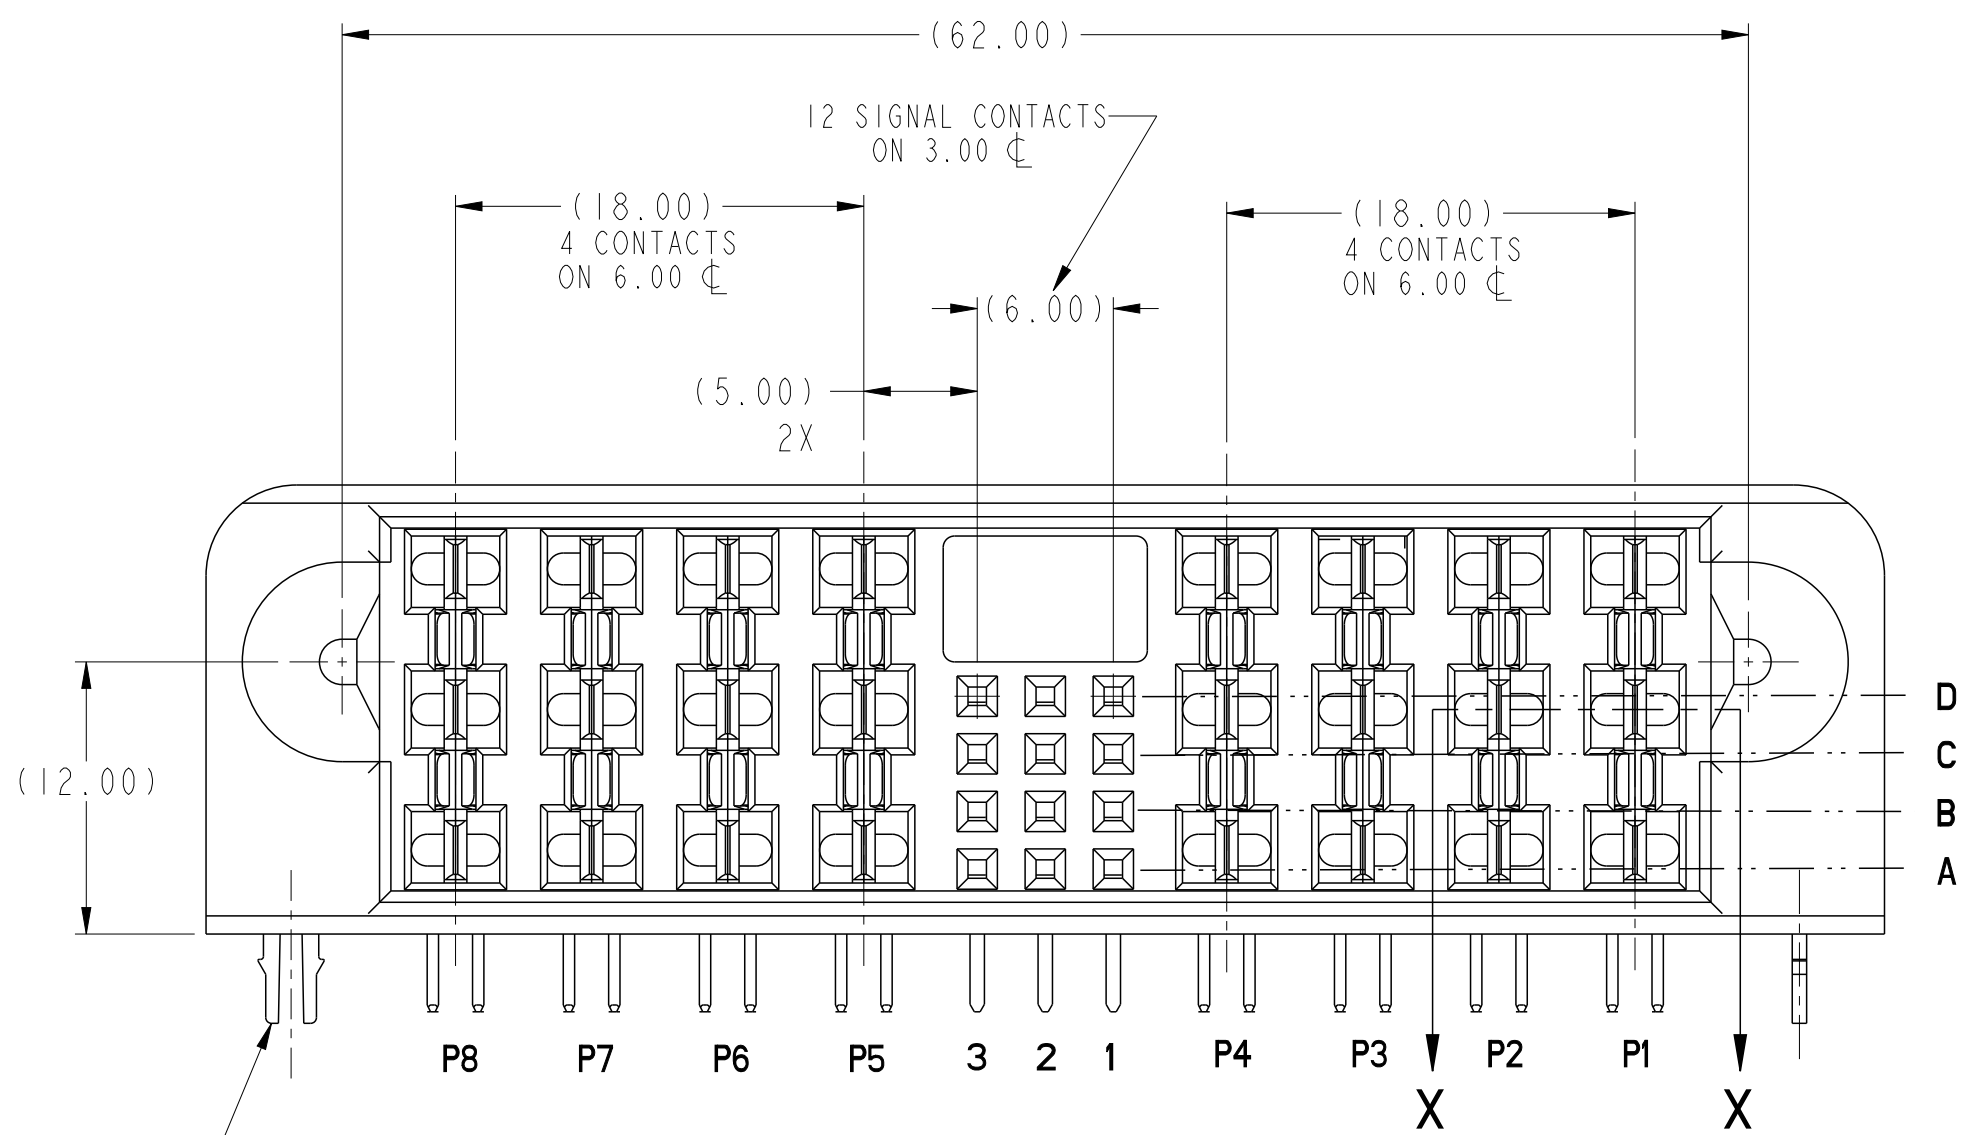 (62.00)
12 SIGNAL CONTACTS
ON 3.00 ℄
(18.00)
4 CONTACTS
ON 6.00 ℄
(18.00)
4 CONTACTS
ON 6.00 ℄
(6.00)
(5.00)
2X
(12.00)
D
C
B
A
P8 P7 P6 P5 3 2 1 P4 P3 P2 P1
X X